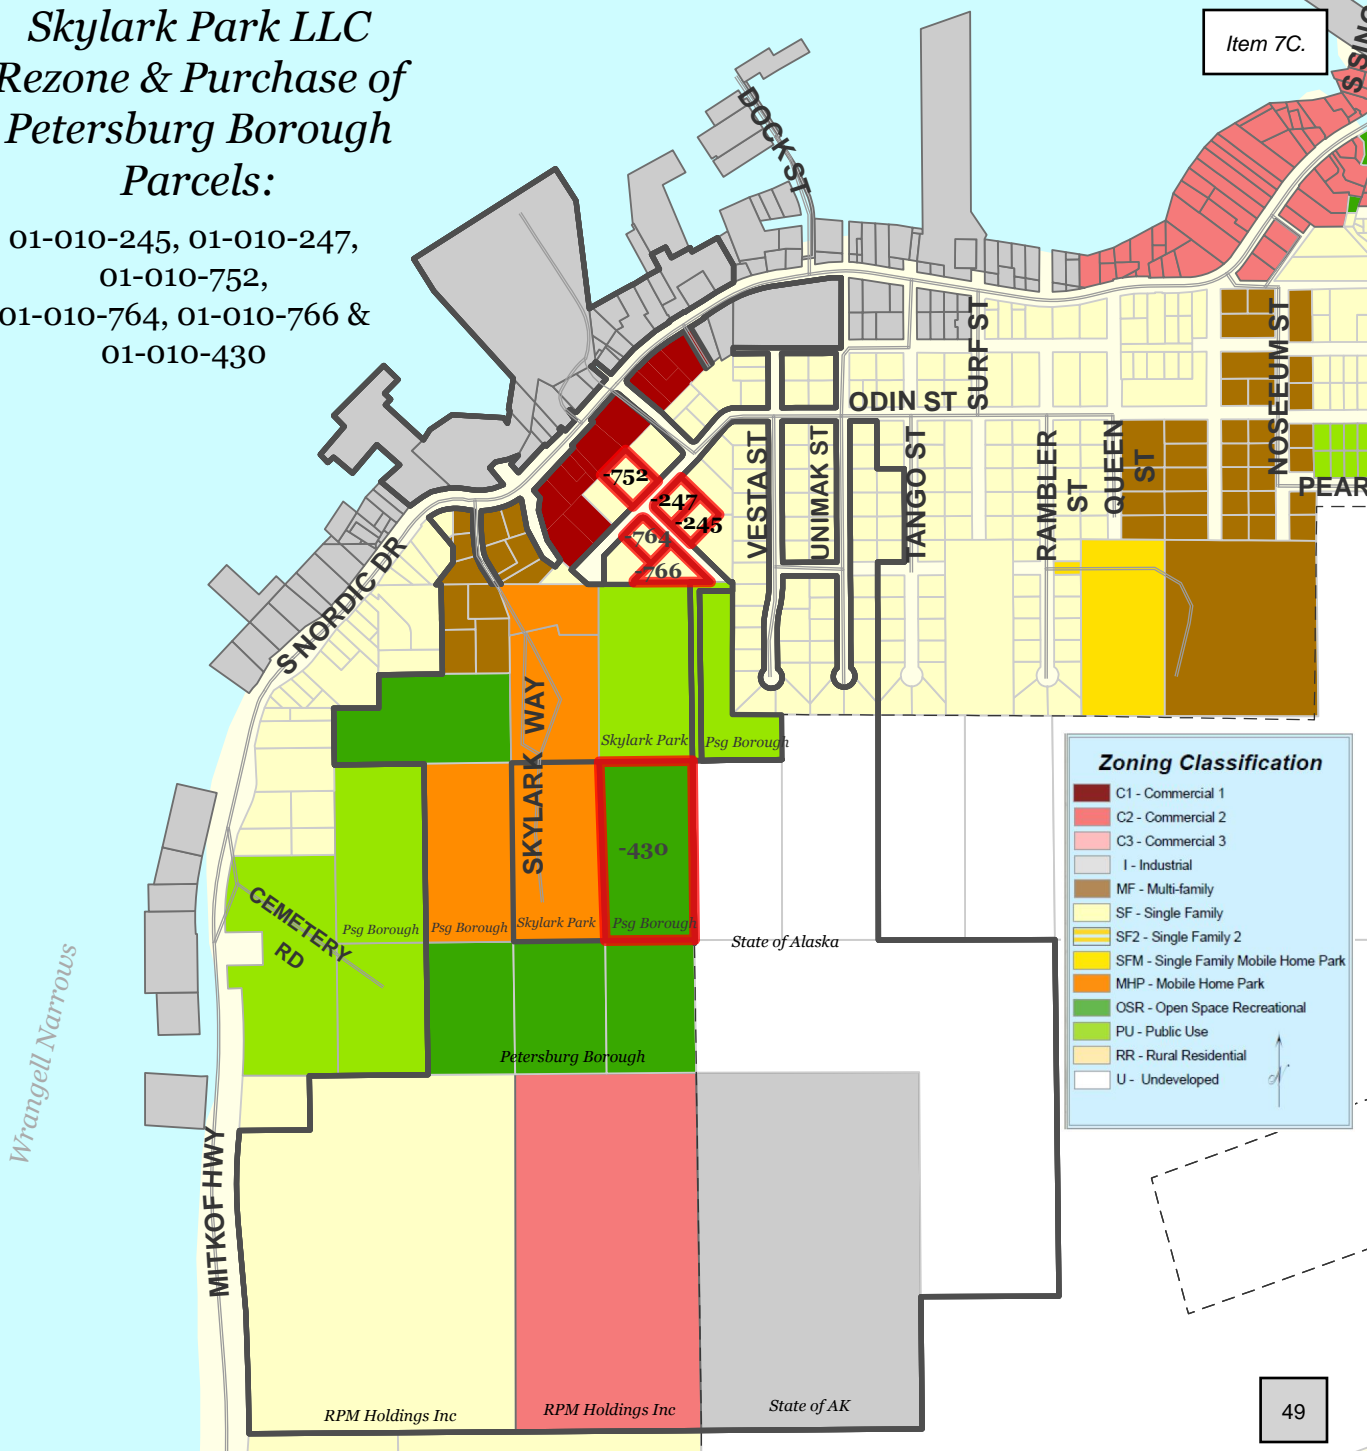 Skylark Park LLC
Rezone & Purchase of
Petersburg Borough
Parcels:
01-010-245, 01-010-247,
01-010-752,
01-010-764, 01-010-766 &
01-010-430
Item 7C.
DOCK ST
S SING
SURF ST
NOSEEUM ST
ODIN ST
VESTA ST
UNIMAK ST
TANGO ST
RAMBLER
ST
QUEEN
ST
PEAR
-752
-247
-245
-764
-766
S NORDIC DR
SKYLARK WAY
Skylark Park
Psg Borough
-430
CEMETERY
RD
Psg Borough
Psg Borough
Skylark Park
Psg Borough
State of Alaska
Petersburg Borough
Wrangell Narrows
MITKOF HWY
RPM Holdings Inc
RPM Holdings Inc
State of AK
Zoning Classification
C1 - Commercial 1
C2 - Commercial 2
C3 - Commercial 3
I - Industrial
MF - Multi-family
SF - Single Family
SF2 - Single Family 2
SFM - Single Family Mobile Home Park
MHP - Mobile Home Park
OSR - Open Space Recreational
PU - Public Use
RR - Rural Residential
U - Undeveloped
N
49